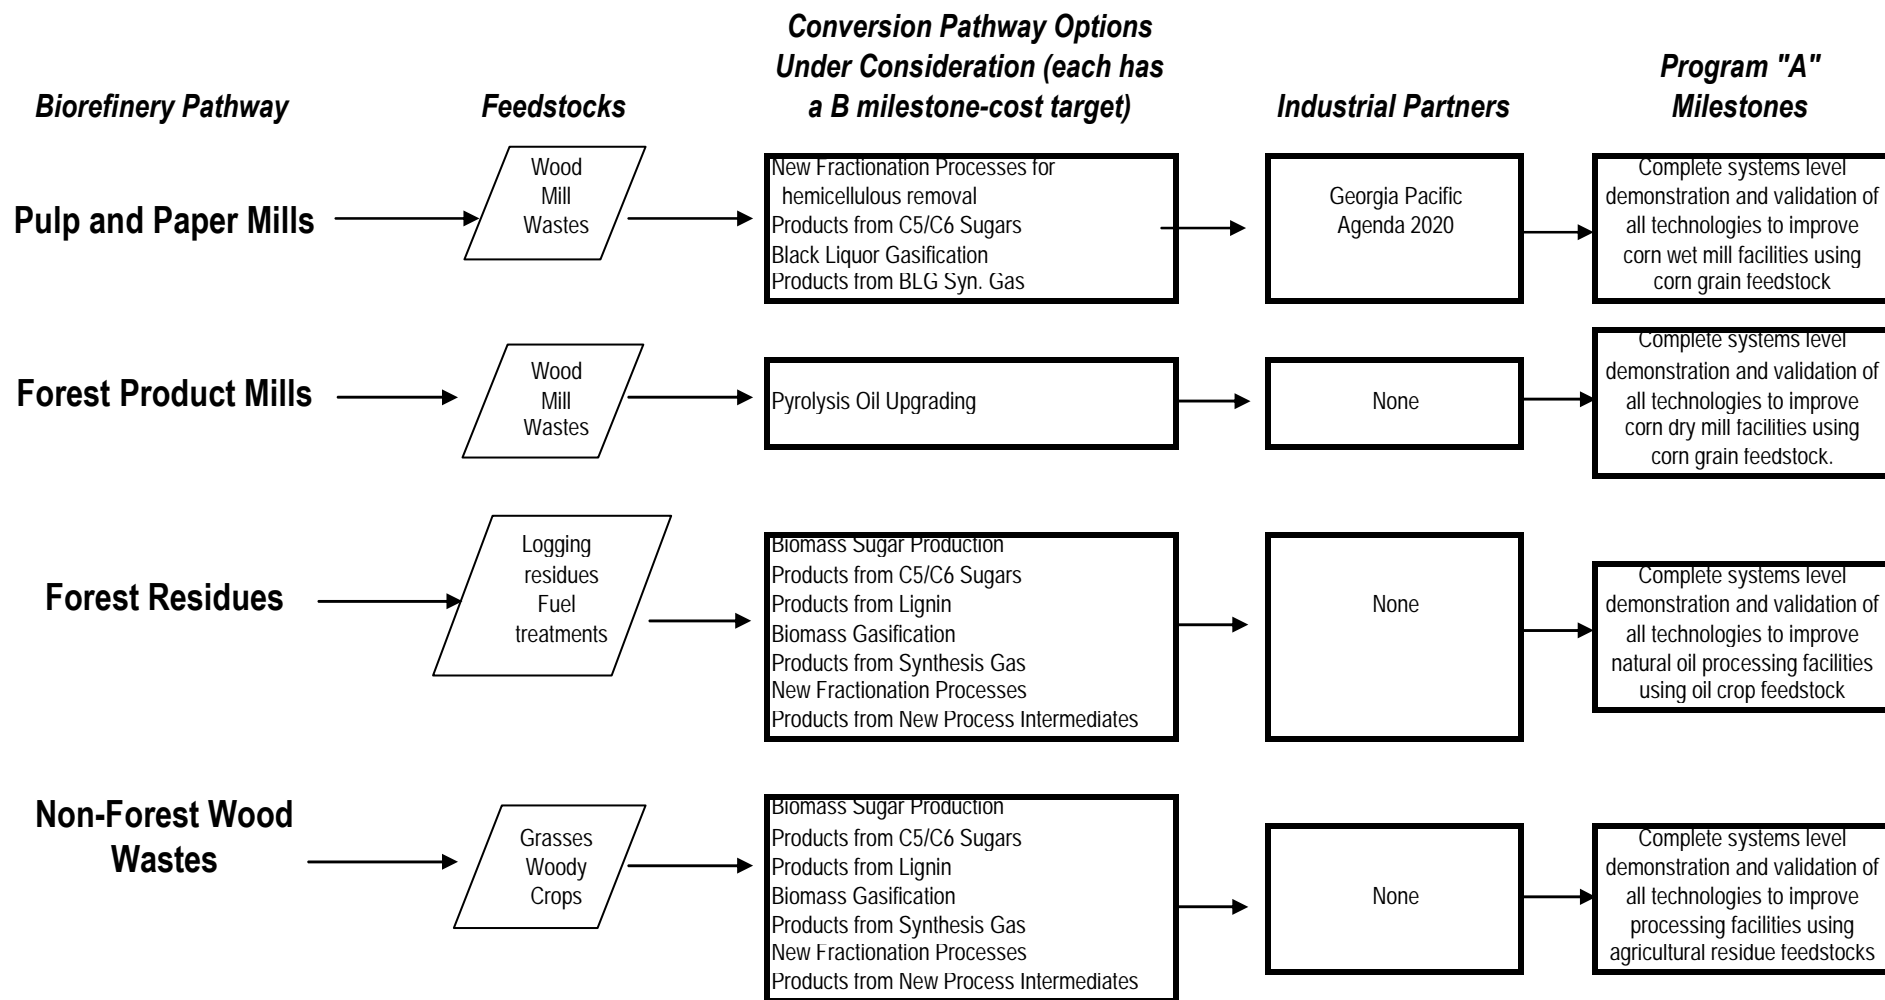 Conversion Pathway Options
Under Consideration (each has
a B milestone-cost target)
Biorefinery Pathway
Feedstocks
Industrial Partners
Program "A"
Milestones
Pulp and Paper Mills
Wood
Mill
Wastes
New Fractionation Processes for
hemicellulous removal
Products from C5/C6 Sugars
Black Liquor Gasification
Products from BLG Syn. Gas
Georgia Pacific
Agenda 2020
Complete systems level
demonstration and validation of
all technologies to improve
corn wet mill facilities using
corn grain feedstock
Forest Product Mills
Wood
Mill
Wastes
Pyrolysis Oil Upgrading
None
Complete systems level
demonstration and validation of
all technologies to improve
corn dry mill facilities using
corn grain feedstock.
Forest Residues
Logging
residues
Fuel
treatments
Biomass Sugar Production
Products from C5/C6 Sugars
Products from Lignin
Biomass Gasification
Products from Synthesis Gas
New Fractionation Processes
Products from New Process Intermediates
None
Complete systems level
demonstration and validation of
all technologies to improve
natural oil processing facilities
using oil crop feedstock
Non-Forest Wood
Wastes
Grasses
Woody
Crops
Biomass Sugar Production
Products from C5/C6 Sugars
Products from Lignin
Biomass Gasification
Products from Synthesis Gas
New Fractionation Processes
Products from New Process Intermediates
None
Complete systems level
demonstration and validation of
all technologies to improve
processing facilities using
agricultural residue feedstocks